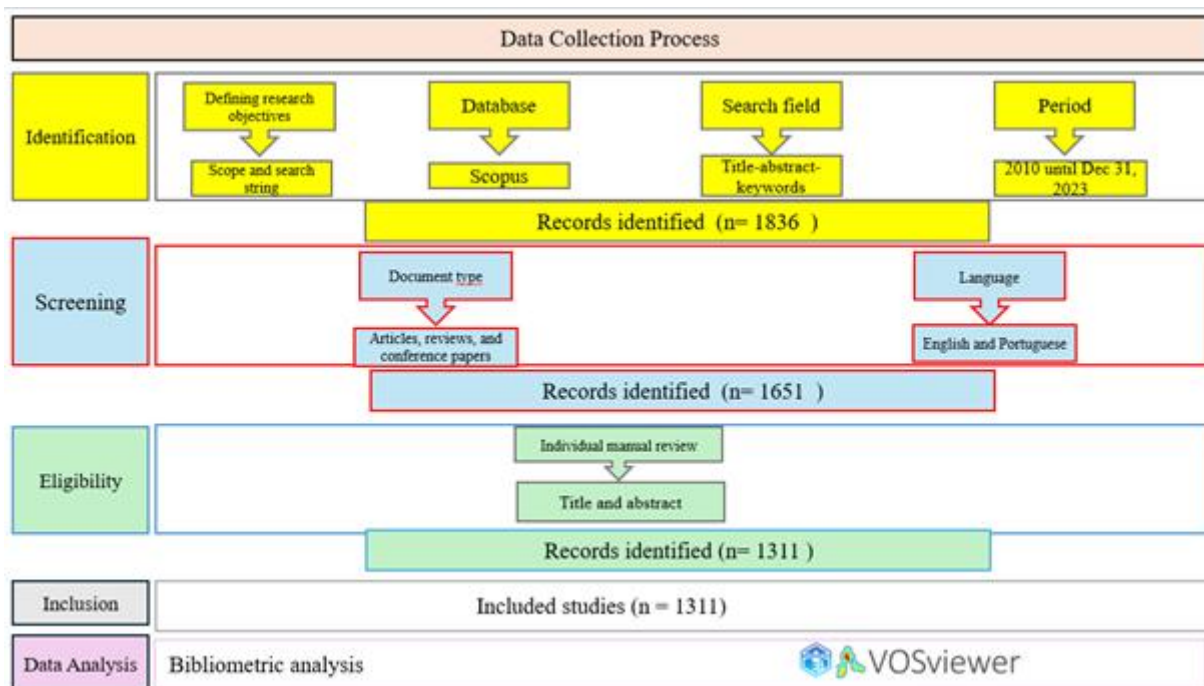 Data Collection Process
Identification
Defining research
objectives
Database
Search field
Period
Scope and search
string
Scopus
Title-abstract-
keywords
2010 until Dec 31,
2023
Records identified (n= 1836 )
Screening
Document type
Language
Articles, reviews, and
conference papers
English and Portuguese
Records identified (n= 1651 )
Eligibility
Individual manual review
Title and abstract
Records identified (n= 1311 )
Inclusion
Included studies (n = 1311)
Data Analysis
Bibliometric analysis
VOSviewer